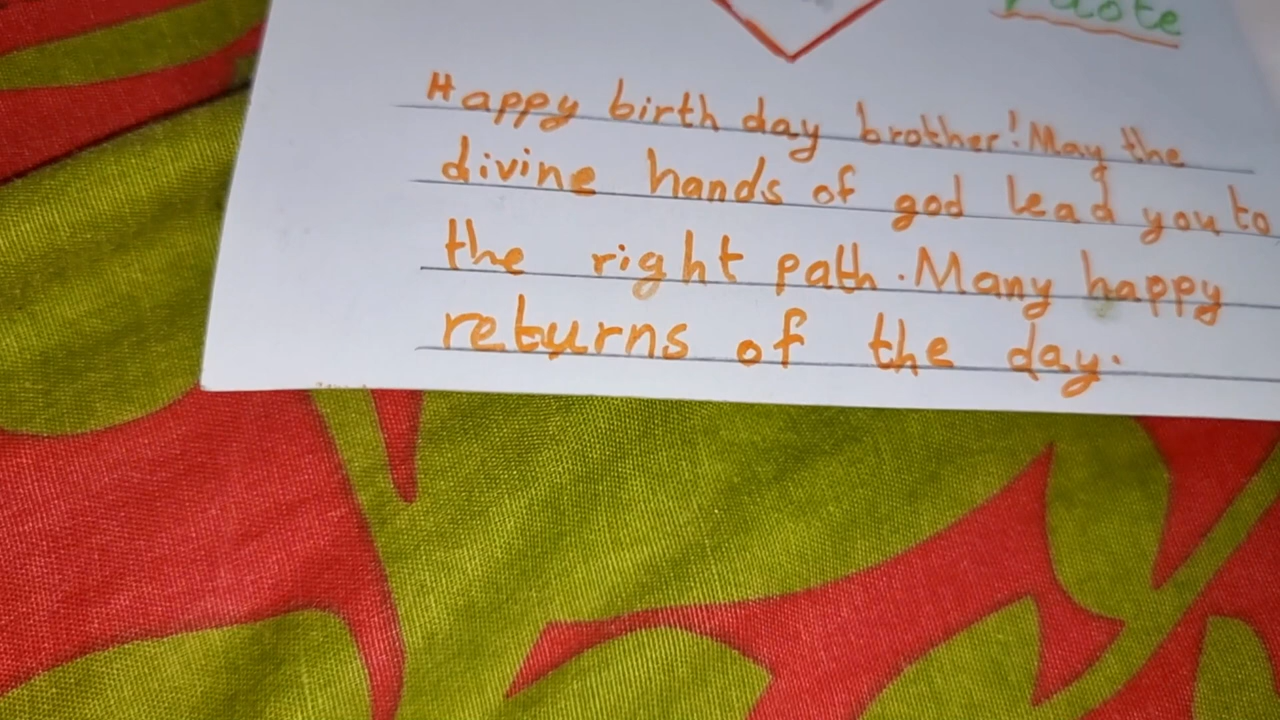 Happy birth day brother! May the
divine hands of god lead you to
the right path. Many happy
returns of the day.